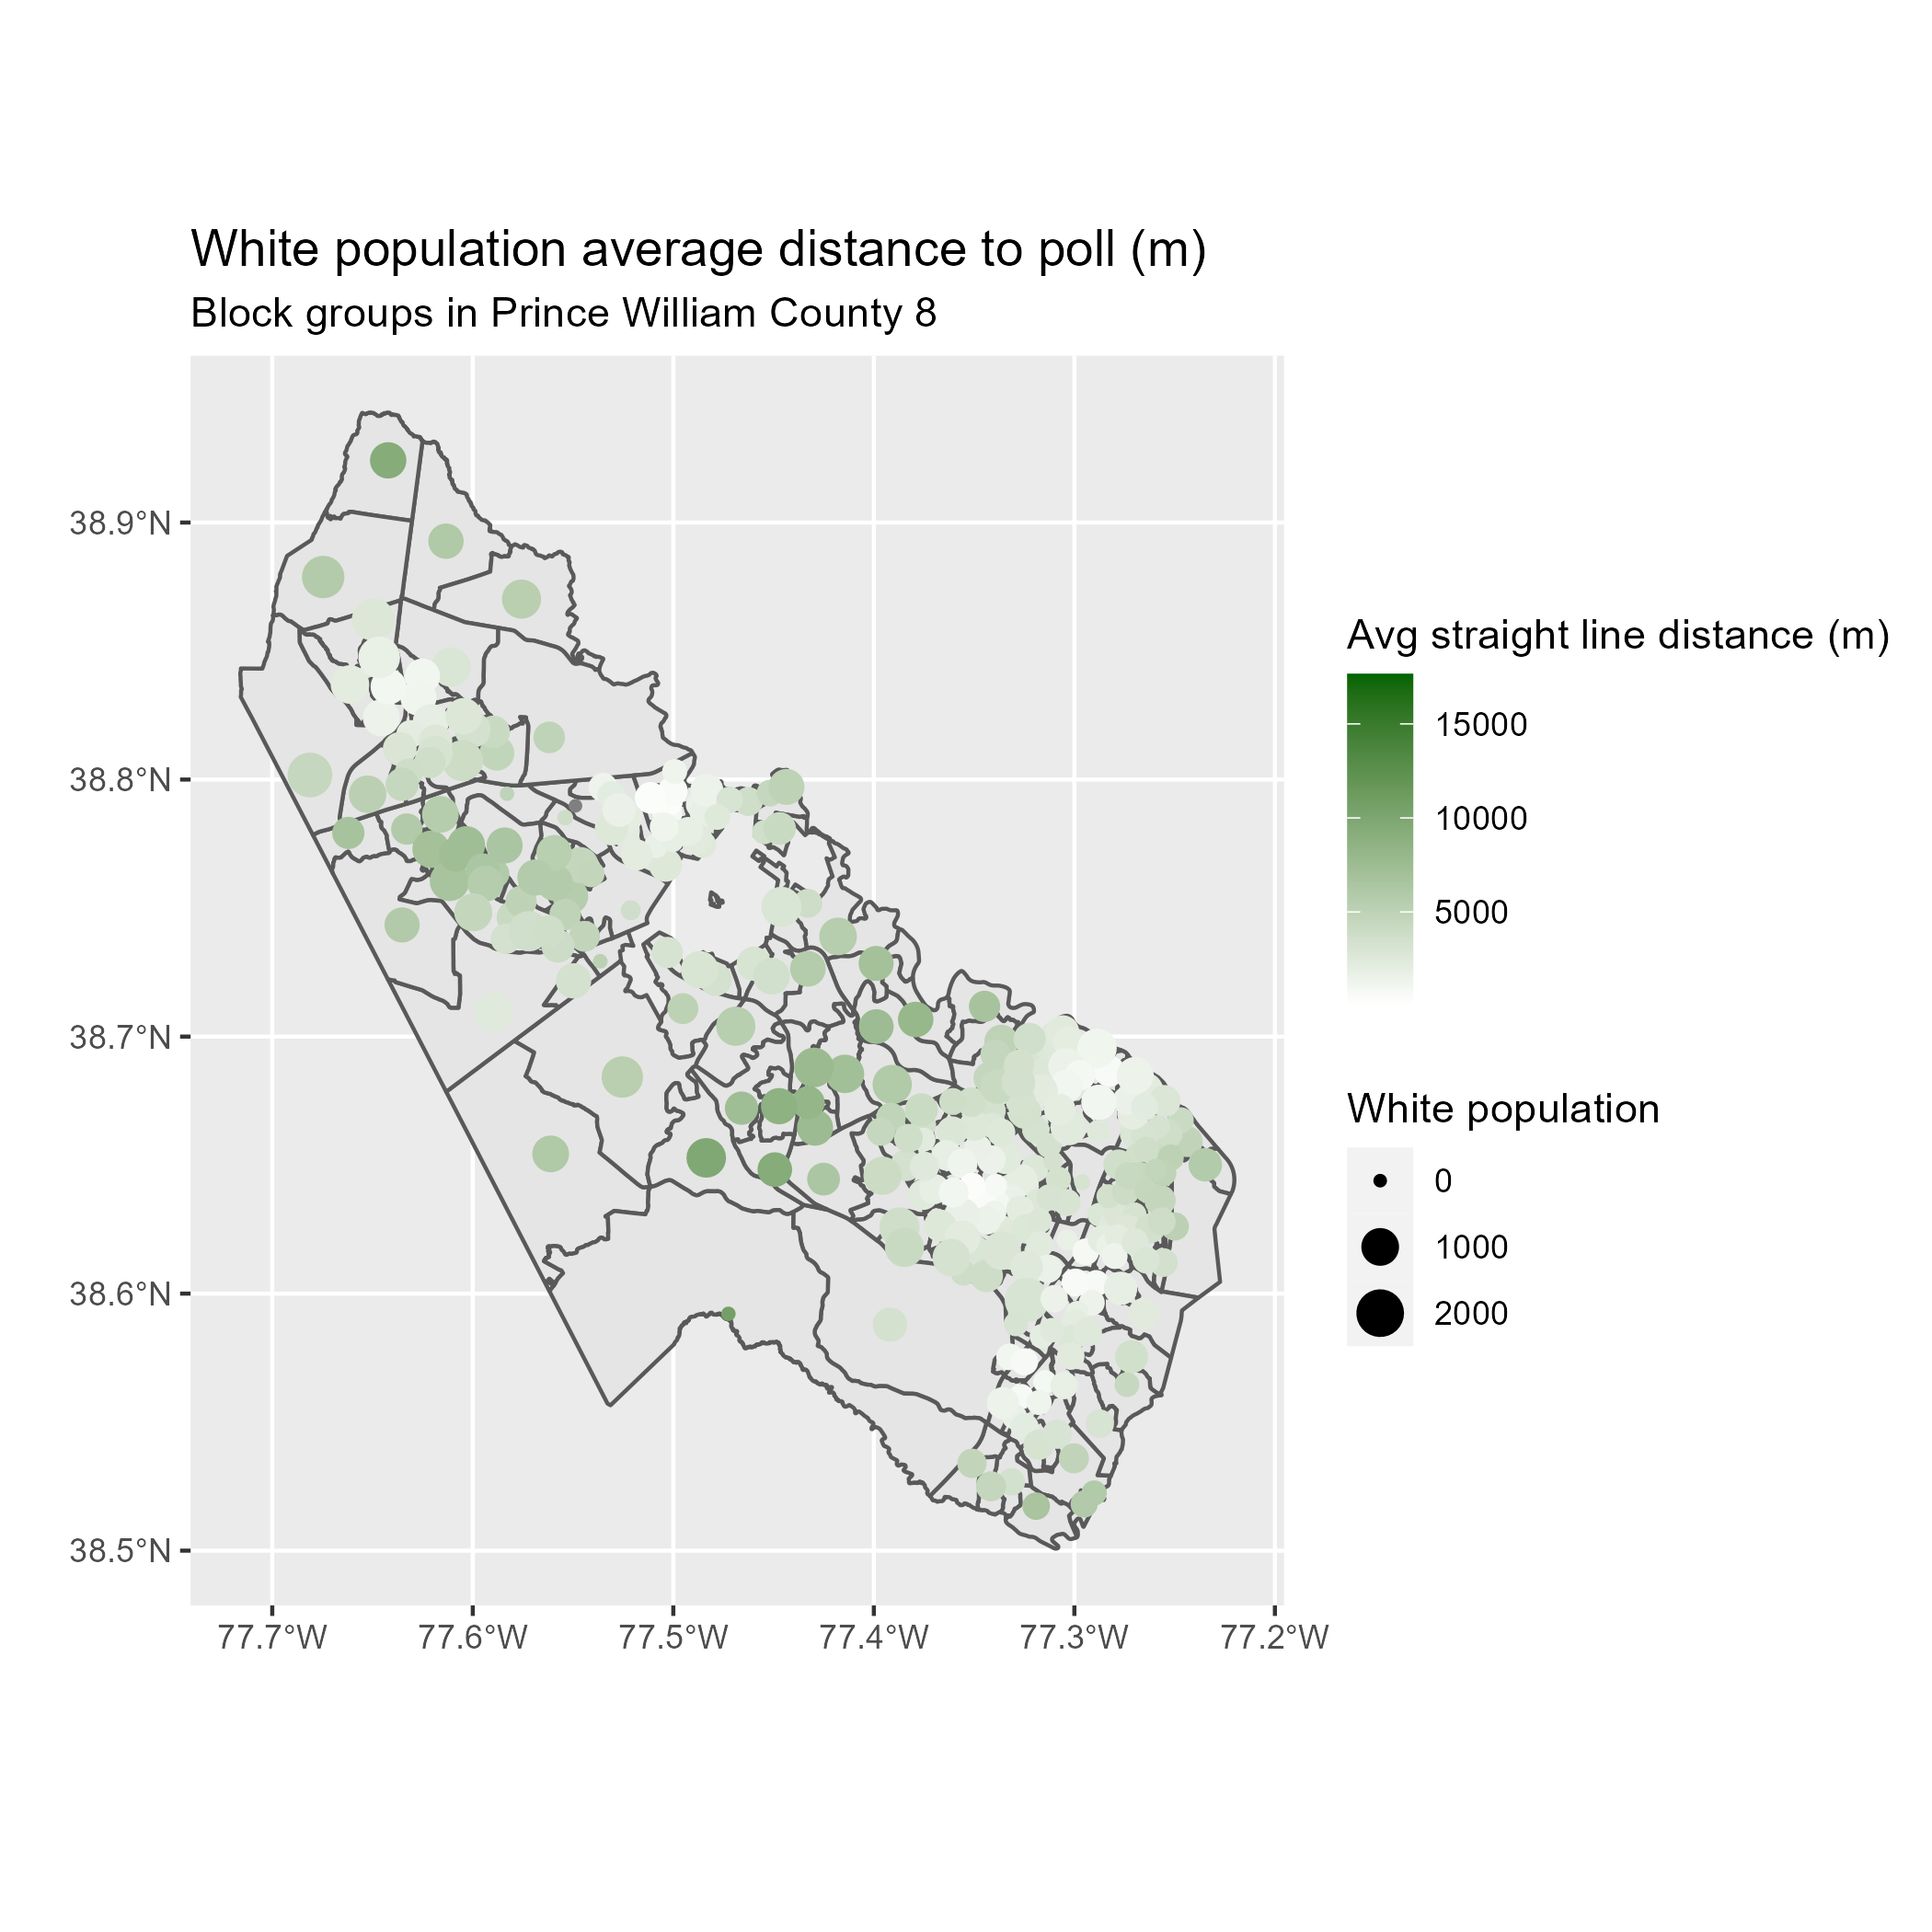 White population average distance to poll (m)
Block groups in Prince William County 8
38.9°N
38.8°N
38.7°N
38.6°N
38.5°N
77.7°W 77.6°W 77.5°W 77.4°W 77.3°W 77.2°W
Avg straight line distance (m)
15000
10000
5000
White population
0
1000
2000